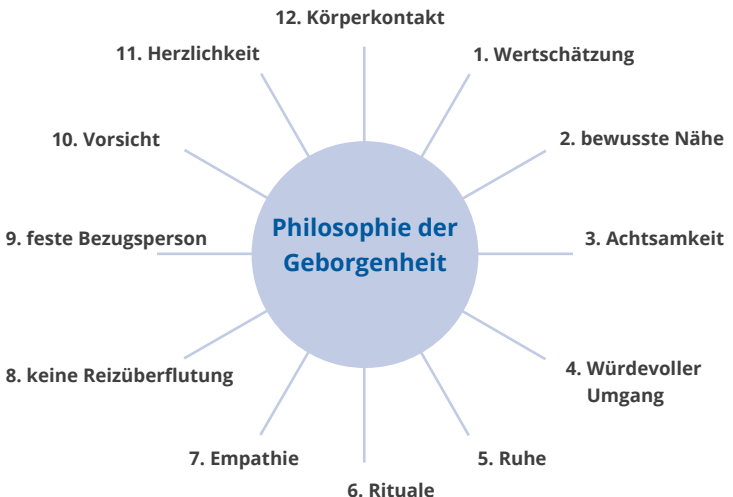 12. Körperkontakt
11. Herzlichkeit
1. Wertschätzung
10. Vorsicht
2. bewusste Nähe
Philosophie der
Geborgenheit
9. feste Bezugsperson
3. Achtsamkeit
8. keine Reizüberflutung
4. Würdevoller
Umgang
7. Empathie
5. Ruhe
6. Rituale